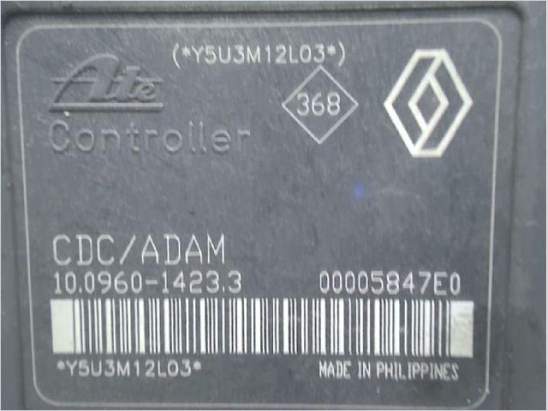 (*Y5U3M12L03*)
Ate
368
Controller
CDC/ADAM
10.0960-1423.3 00005847E0
*Y5U3M12L03* MADE IN PHILIPPINES